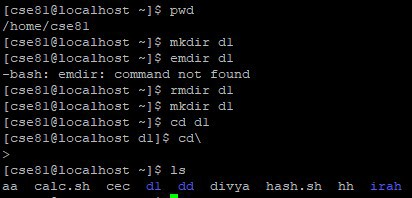 [cse81@localhost ~]$ pwd
/home/cse81
[cse81@localhost ~]$ mkdir d1
[cse81@localhost ~]$ emdir d1
-bash: emdir: command not found
[cse81@localhost ~]$ rmdir d1
[cse81@localhost ~]$ mkdir d1
[cse81@localhost ~]$ cd d1
[cse81@localhost d1]$ cd\
>
[cse81@localhost ~]$ ls
aa  calc.sh  cec  d1  dd  divya  hash.sh  hh  irah
[cse81@localhost ~]$